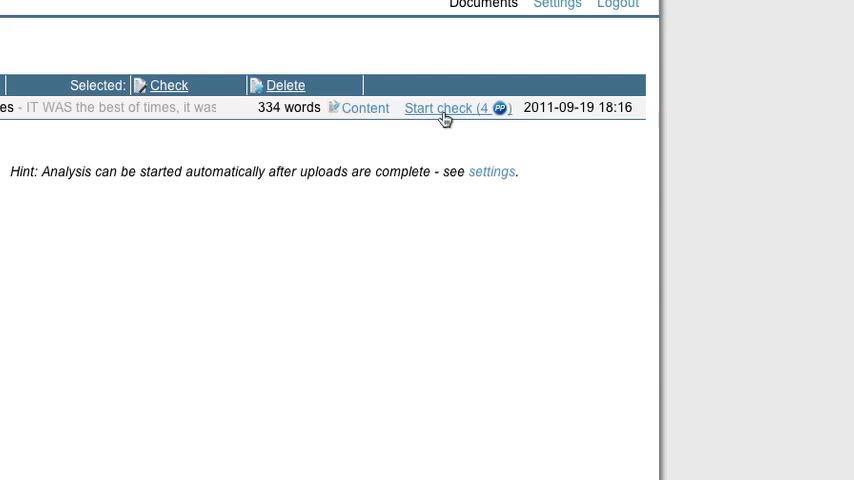 Documents Settings Logout
Selected: Check Delete
es - IT WAS the best of times, it was 334 words Content Start check (4 PP) 2011-09-19 18:16
Hint: Analysis can be started automatically after uploads are complete - see settings.